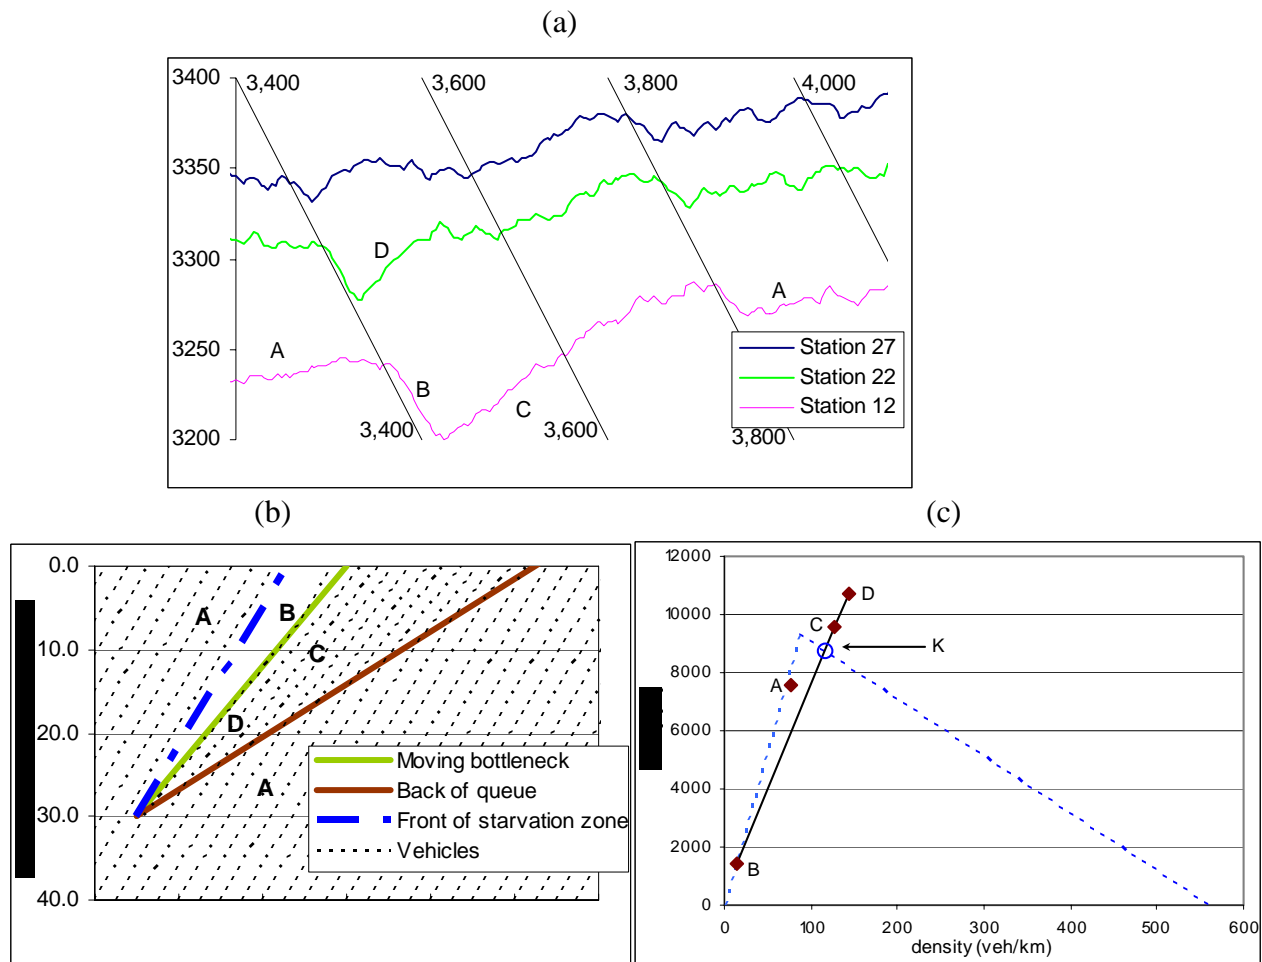 (a)
3400
3,400
3,600
3,800
4,000
3350
3300
D
3250
A
A
B
C
Station 27
Station 22
Station 12
3200
3,400
3,600
3,800
(b)
(c)
0.0
A
B
10.0
C
20.0
D
Moving bottleneck
Back of queue
A
30.0
Front of starvation zone
Vehicles
40.0
12000
10000
D
C
K
8000
A
6000
4000
2000
B
0
0
100
200
300
400
500
600
density (veh/km)